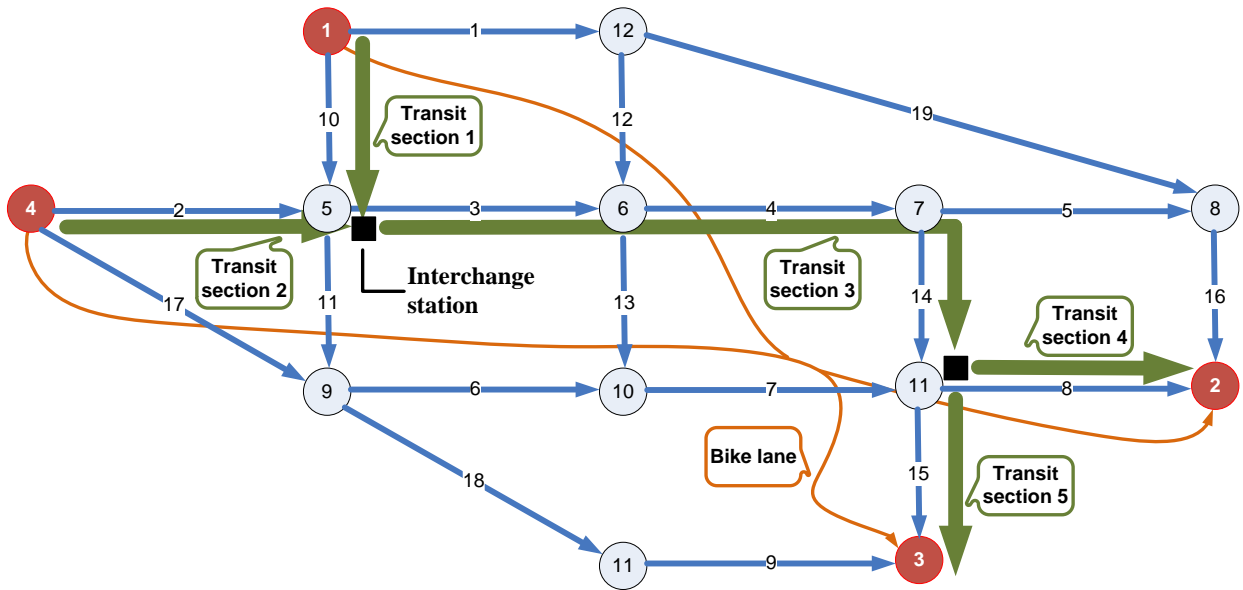 1
1
12
10
Transit
section 1
12
19
4
2
5
3
6
4
7
5
8
Transit
section 2
Interchange
station
Transit
section 3
17
11
13
14
16
Transit
section 4
9
6
10
7
11
8
2
Bike lane
18
15
Transit
section 5
11
9
3